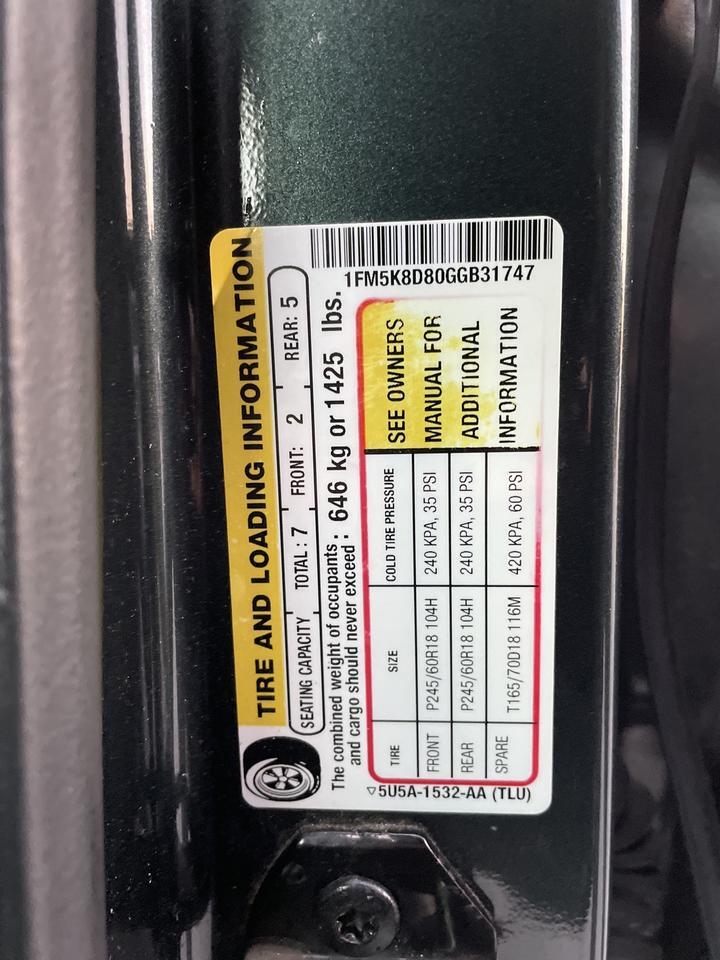 TIRE AND LOADING INFORMATION
SEATING CAPACITY TOTAL: 7 FRONT: 2 REAR: 5
The combined weight of occupants
and cargo should never exceed : 646 kg or 1425 lbs.
TIRE SIZE COLD TIRE PRESSURE
FRONT P245/60R18 104H 240 KPA, 35 PSI
REAR P245/60R18 104H 240 KPA, 35 PSI
SPARE T165/70D18 116M 420 KPA, 60 PSI
SEE OWNERS
MANUAL FOR
ADDITIONAL
INFORMATION
5U5A-1532-AA (TLU)
1FM5K8D80GGB31747